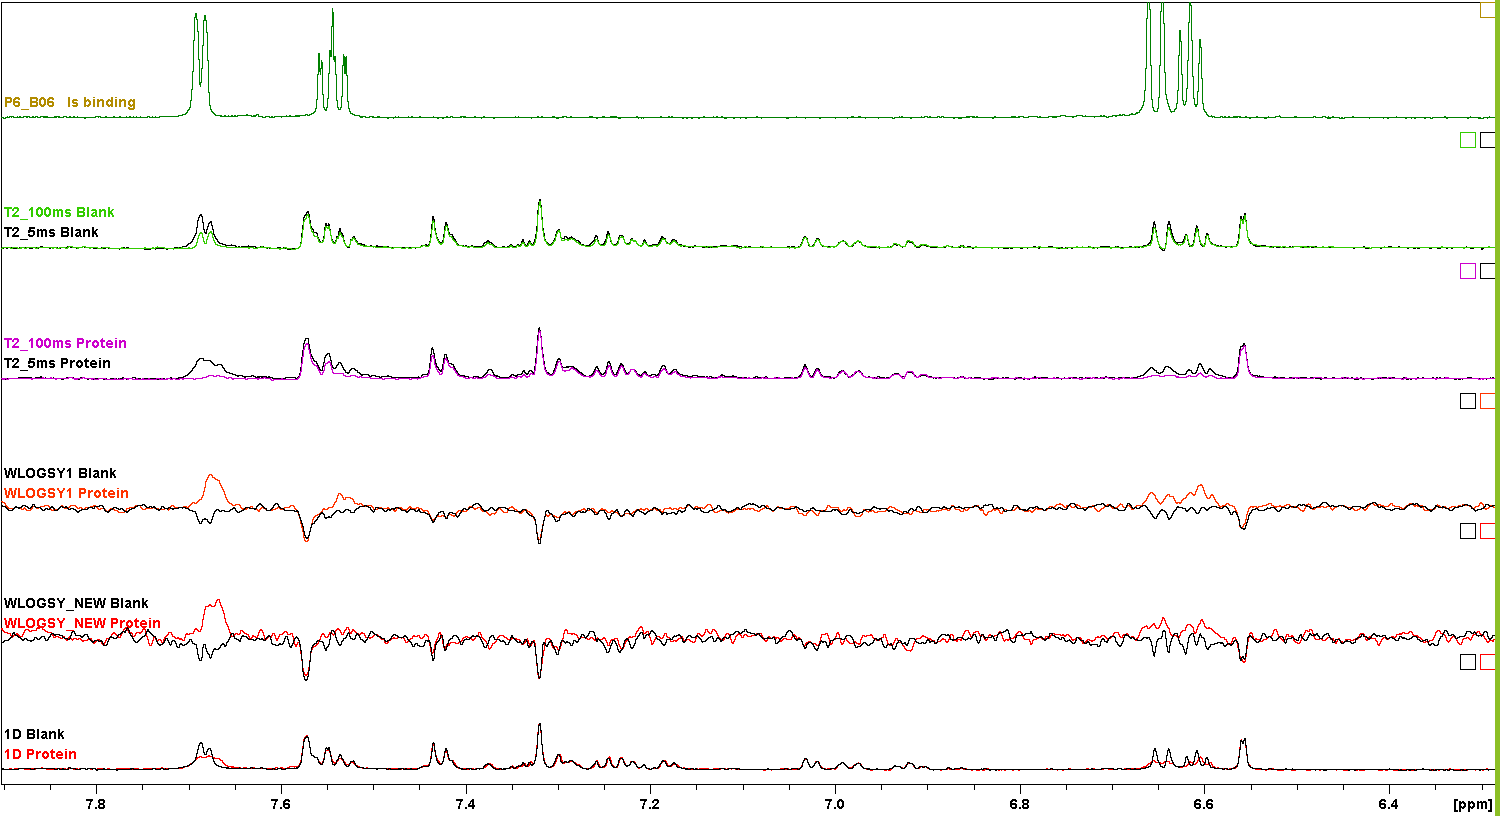 P6_B06 Is binding
T2_100ms Blank
T2_5ms Blank
T2_100ms Protein
T2_5ms Protein
WLOGSY1 Blank
WLOGSY1 Protein
WLOGSY_NEW Blank
WLOGSY_NEW Protein
1D Blank
1D Protein
7.8 7.6 7.4 7.2 7.0 6.8 6.6 6.4 [ppm]